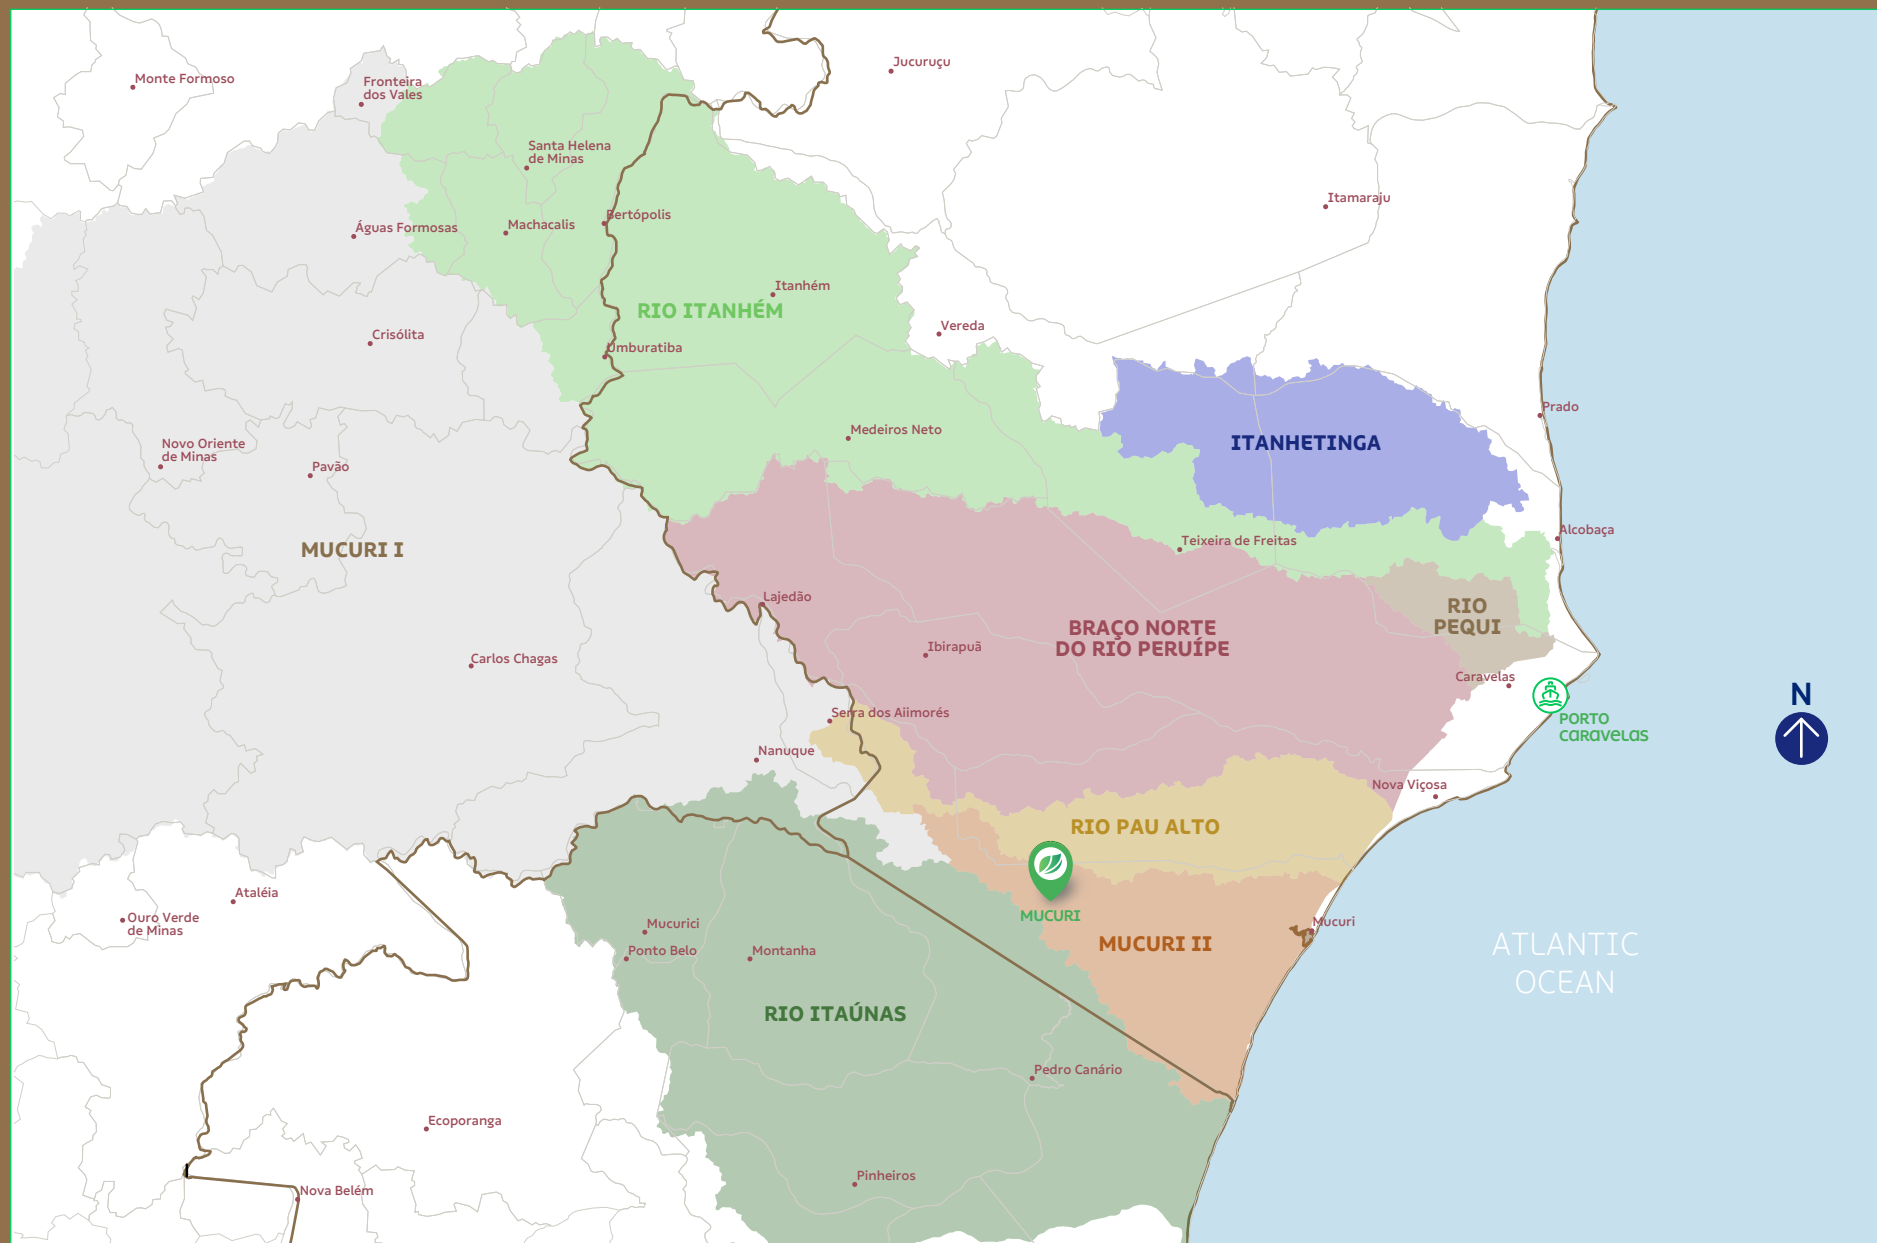 Jucuruçu
Monte Formoso
Fronteira
dos Vales
Santa Helena
de Minas
Itamaraju
Bertópolis
Machacalis
Águas Formosas
Itanhém
RIO ITANHÉM
Vereda
Crisólita
Umburatiba
Prado
Medeiros Neto
ITANHETINGA
Novo Oriente
de Minas
Pavão
Alcobaça
Teixeira de Freitas
MUCURI I
Lajedão
RIO
PEQUI
BRAÇO NORTE
DO RIO PERUÍPE
Ibirapuã
Carlos Chagas
Caravelas
N
Serra dos Aiimorés
PORTO
CARAVELAS
Nanuque
Nova Viçosa
RIO PAU ALTO
Ataléia
Ouro Verde
de Minas
MUCURI
Mucurici
Mucuri
Ponto Belo
Montanha
MUCURI II
ATLANTIC
OCEAN
RIO ITAÚNAS
Pedro Canário
Ecoporanga
Pinheiros
Nova Belém